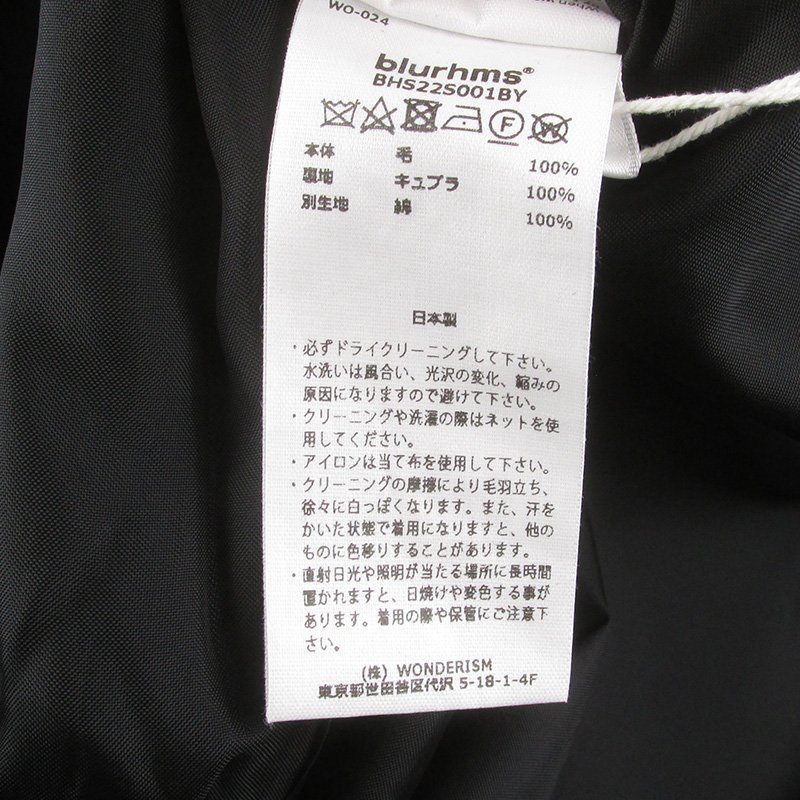 WO-024
blurhms®
BHS22S001BY
F W
本体 毛 100%
裏地 キュプラ 100%
別生地 綿 100%
日本製
・必ずドライクリーニングして下さい。
水洗いは風合い、光沢の変化、縮みの
原因になりますので避けて下さい。
・クリーニングや洗濯の際はネットを使
用してください。
・アイロンは当て布を使用して下さい。
・クリーニングの摩擦により毛羽立ち、
徐々に白っぽくなります。また、汗を
かいた状態で着用になりますと、他の
ものに色移りすることがあります。
・直射日光や照明が当たる場所に長時間
置かれますと、日焼けや変色する事が
あります。着用の際や保管にご注意下
さい。
(株) WONDERISM
東京都世田谷区代沢 5-18-1-4F